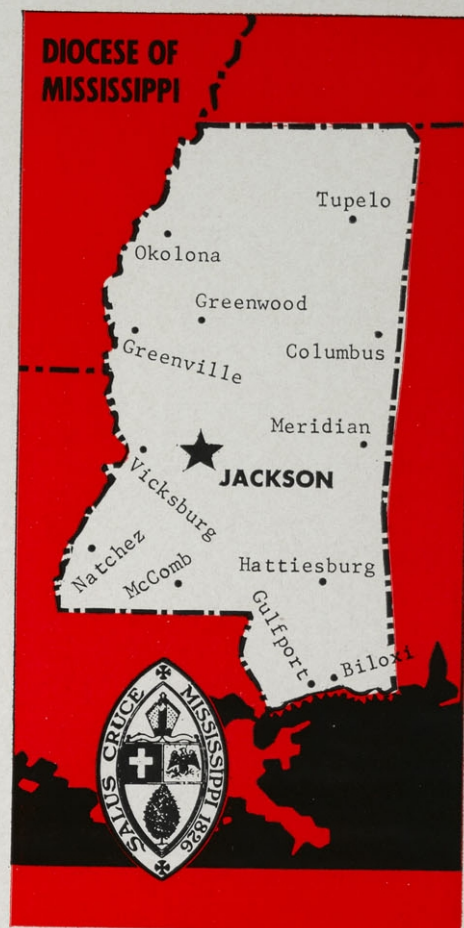 DIOCESE OF
MISSISSIPPI
Tupelo
Okolona
Greenwood
Greenville
Columbus
Meridian
JACKSON
Vicksburg
Natchez
McComb
Hattiesburg
Gulfport
Biloxi
SALUS CRUCE MISSISSIPPI 1826